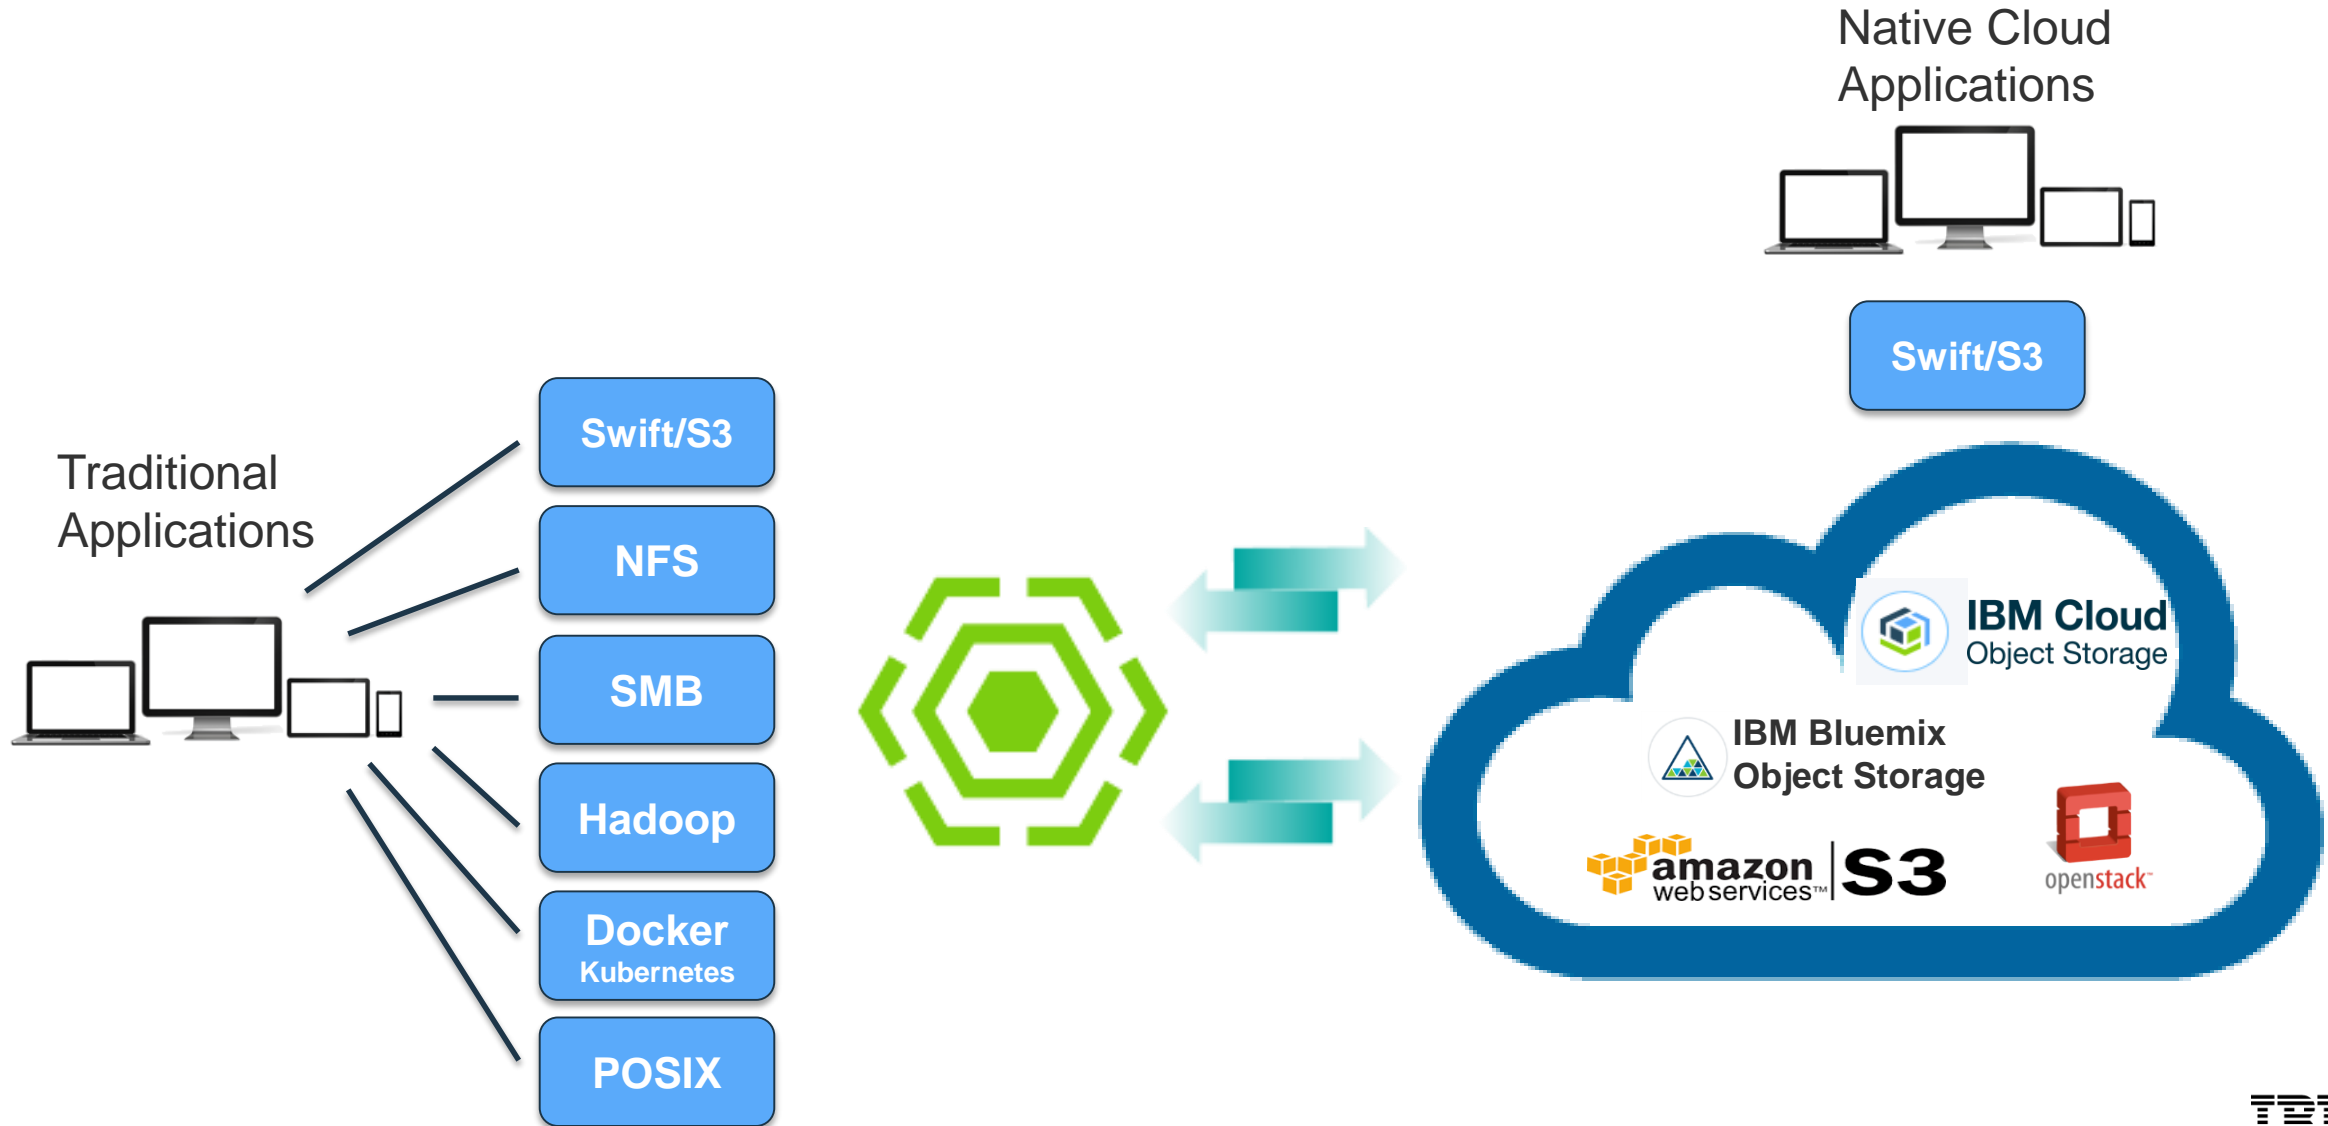 Native Cloud
Applications
Swift/S3
Traditional
Applications
Swift/S3
NFS
SMB
Hadoop
Docker
Kubernetes
POSIX
IBM Cloud
Object Storage
IBM Bluemix
Object Storage
amazon
web services™
S3
openstack™